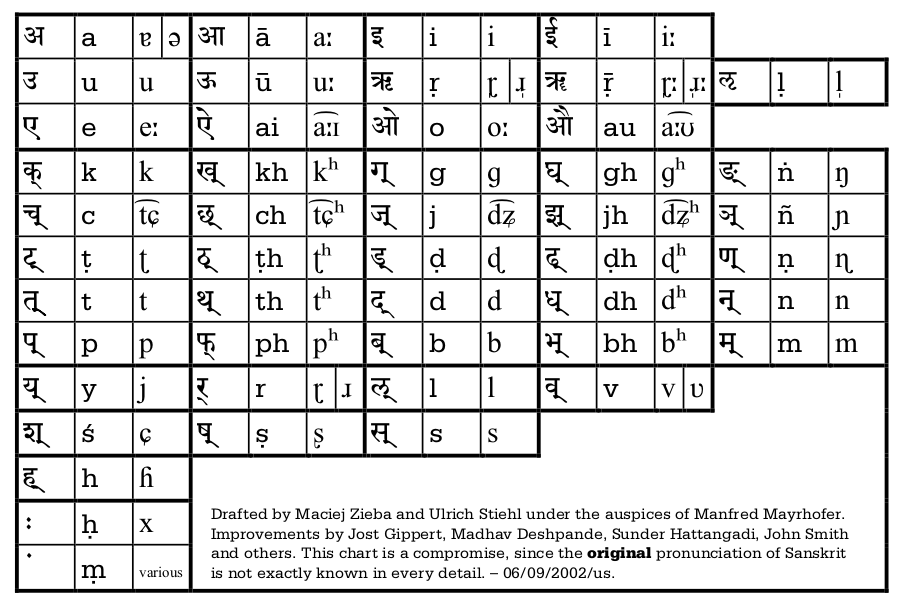 अ a ɐ ə आ ā aː इ i i ई ī iː
उ u u ऊ ū uː ऋ ṛ ɽ̩ ɹ̩ ॠ ṝ ɽ̩ː ɹ̩ː ऌ ḷ l̩
ए e eː ऐ ai a͡ːɪ ओ o oː औ au a͡ːʊ
क् k k ख् kh kʰ ग् g g घ् gh gʰ ङ् ṅ ŋ
च् c t͡ɕ छ् ch t͡ɕʰ ज् j d͡ʑ झ् jh d͡ʑʰ ञ् ñ ɲ
ट् ṭ ʈ ठ् ṭh ʈʰ ड् ḍ ɖ ढ् ḍh ɖʰ ण् ṇ ɳ
त् t t थ् th tʰ द् d d ध् dh dʰ न् n n
प् p p फ् ph pʰ ब् b b भ् bh bʰ म् m m
य् y j र् r ɽ ɹ ल् l l व् v v ʋ
श् ś ɕ ष् ṣ ʂ स् s s
ह् h ɦ
ः ḥ x
ं ṃ various
Drafted by Maciej Zieba and Ulrich Stiehl under the auspices of Manfred Mayrhofer.
Improvements by Jost Gippert, Madhav Deshpande, Sunder Hattangadi, John Smith
and others. This chart is a compromise, since the original pronunciation of Sanskrit
is not exactly known in every detail. – 06/09/2002/us.